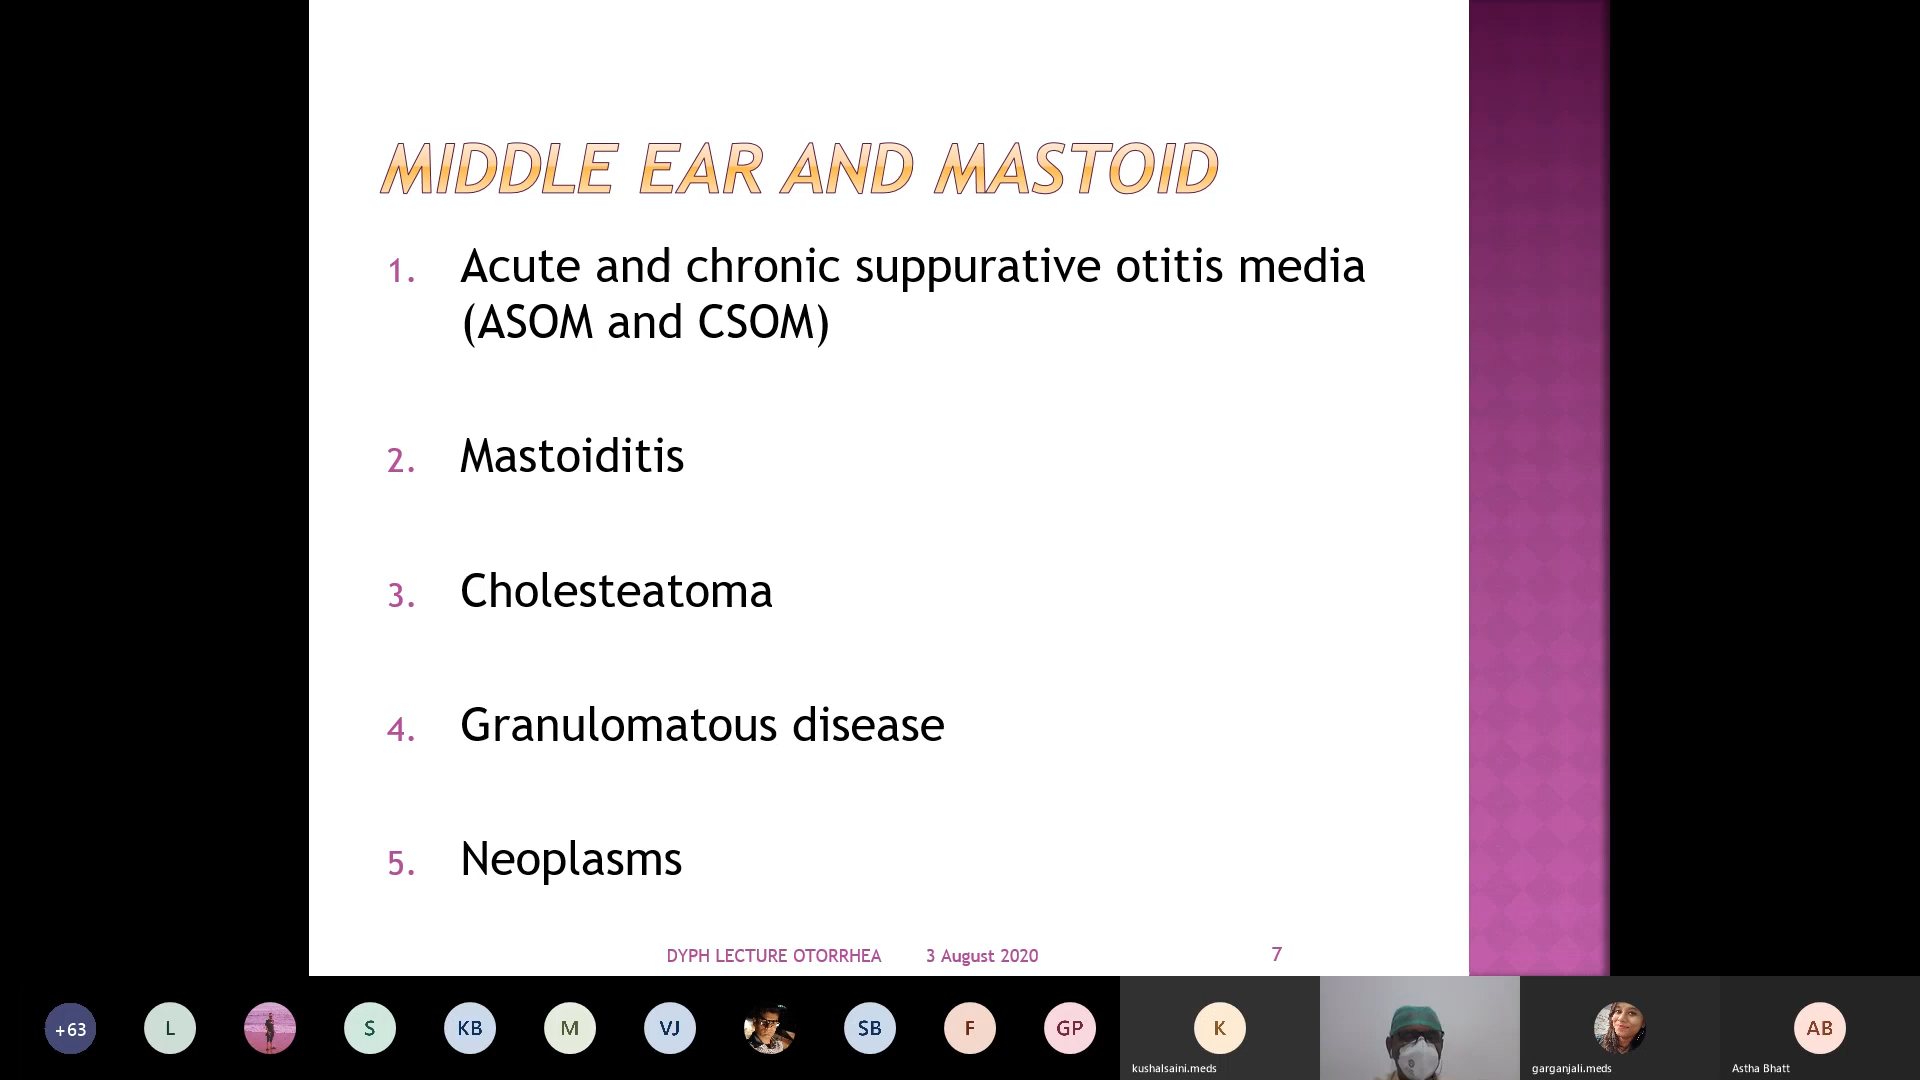 MIDDLE EAR AND MASTOID
1. Acute and chronic suppurative otitis media
(ASOM and CSOM)
2. Mastoiditis
3. Cholesteatoma
4. Granulomatous disease
5. Neoplasms
DYPH LECTURE OTORRHEA 3 August 2020 7
+63 L S KB M VJ SB F GP K AB
kushalsaini.meds garganjali.meds Astha Bhatt